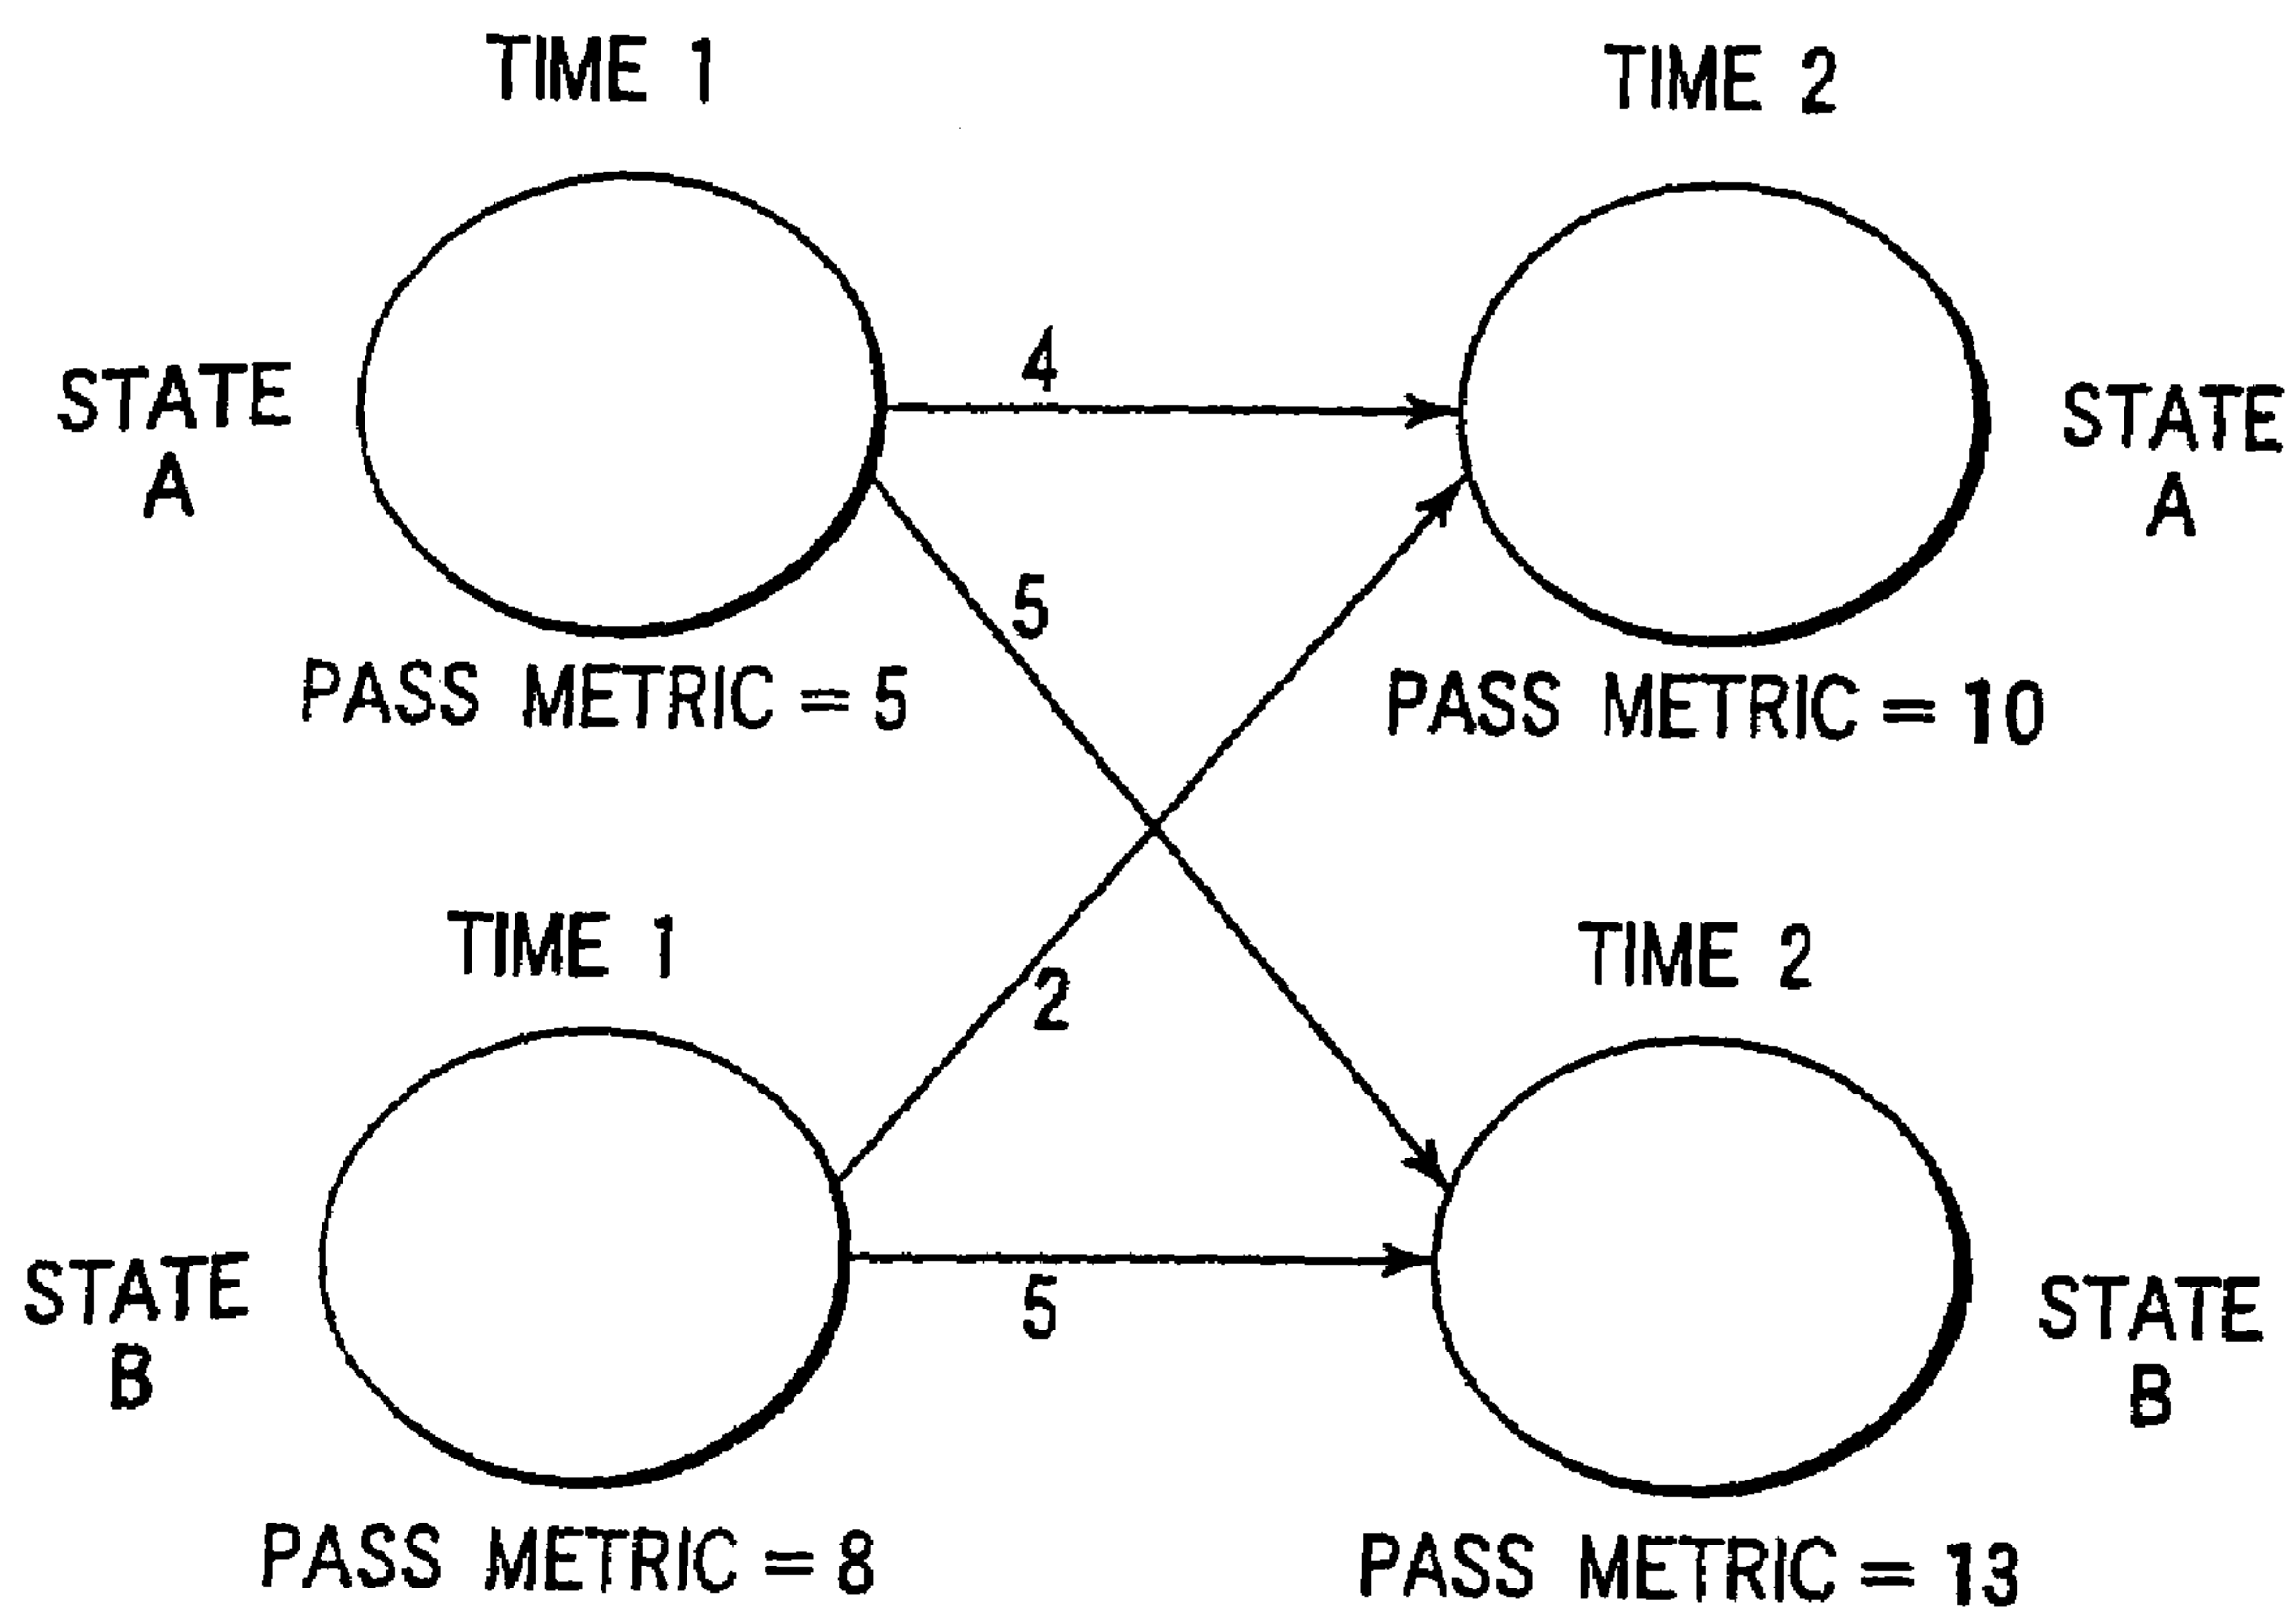 TIME 1
TIME 2
4
STATE
A
STATE
A
5
PASS METRIC = 5
PASS METRIC = 10
TIME 1
TIME 2
2
STATE
B
5
STATE
B
PASS METRIC = 8
PASS METRIC = 13